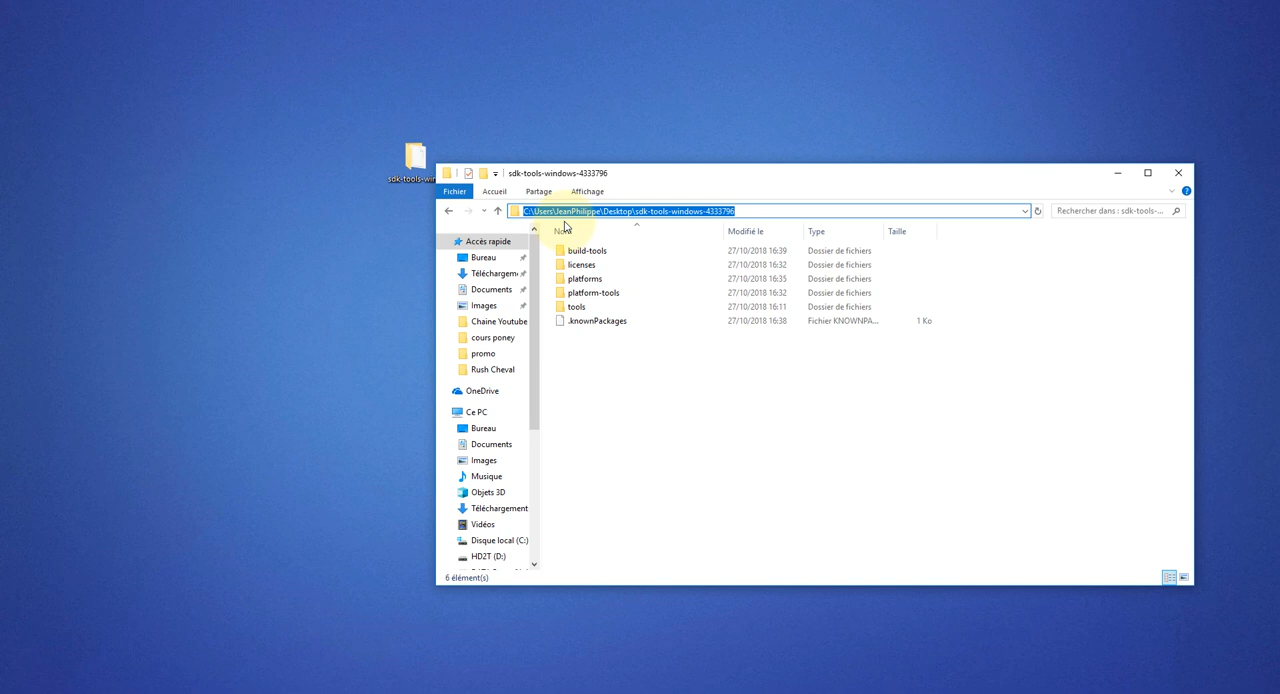 sdk-tools-win
sdk-tools-windows-4333796
Fichier Accueil Partage Affichage
C:\Users\JeanPhilippe\Desktop\sdk-tools-windows-4333796 Rechercher dans : sdk-tools-...
Modifié le Type Taille
Accès rapide
Bureau
Téléchargem
Documents
Images
Chaine Youtube
cours poney
promo
Rush Cheval
OneDrive
Ce PC
Bureau
Documents
Images
Musique
Objets 3D
Téléchargement
Vidéos
Disque local (C:)
HD2T (D:)
build-tools 27/10/2018 16:39 Dossier de fichiers
licenses 27/10/2018 16:32 Dossier de fichiers
platforms 27/10/2018 16:35 Dossier de fichiers
platform-tools 27/10/2018 16:32 Dossier de fichiers
tools 27/10/2018 16:11 Dossier de fichiers
.knownPackages 27/10/2018 16:38 Fichier KNOWNPA... 1 Ko
6 élément(s)